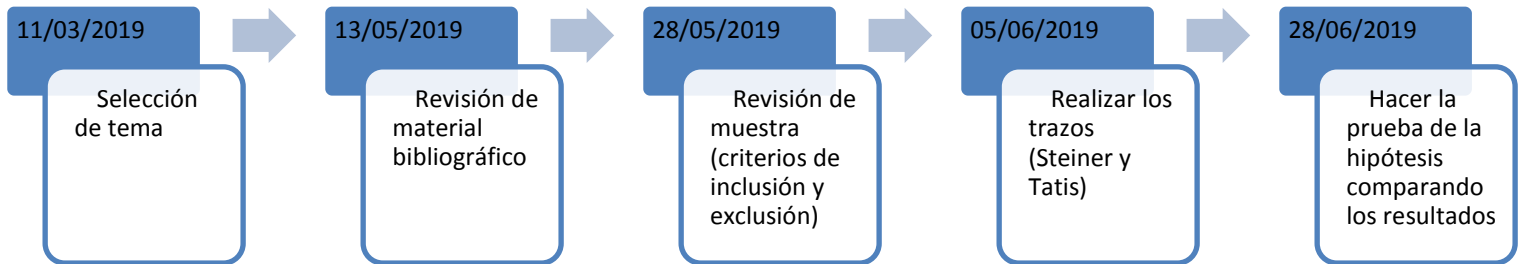 11/03/2019
Selección
de tema
13/05/2019
Revisión de
material
bibliográfico
28/05/2019
Revisión de
muestra
(criterios de
inclusión y
exclusión)
05/06/2019
Realizar los
trazos
(Steiner y
Tatis)
28/06/2019
Hacer la
prueba de la
hipótesis
comparando
los resultados